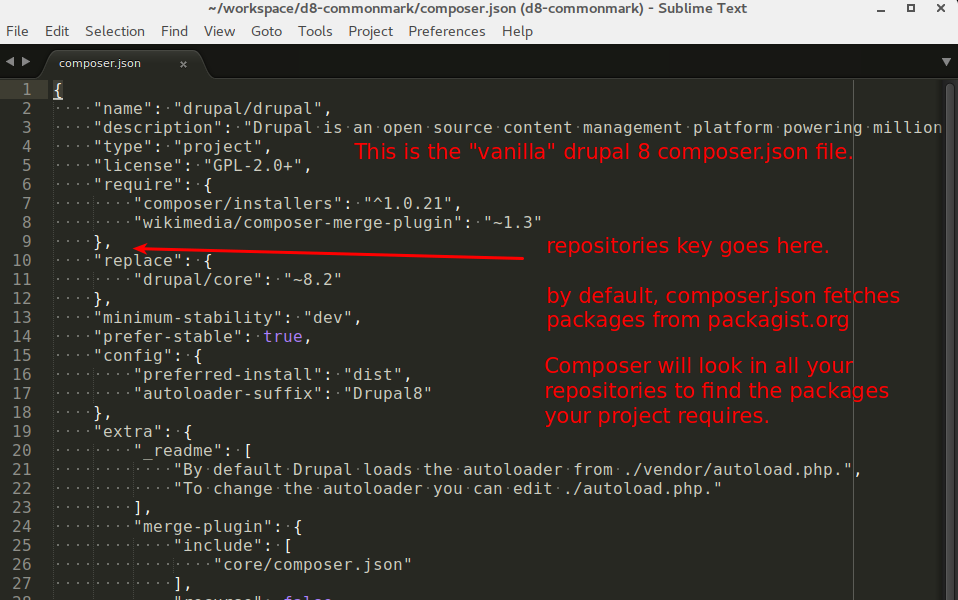 ~/workspace/d8-commonmark/composer.json (d8-commonmark) - Sublime Text
File Edit Selection Find View Goto Tools Project Preferences Help
composer.json ×
1 {
2 "name": "drupal/drupal",
3 "description": "Drupal is an open source content management platform powering million
4 "type": "project",
This is the "vanilla" drupal 8 composer.json file.
5 "license": "GPL-2.0+",
6 "require": {
7 "composer/installers": "^1.0.21",
8 "wikimedia/composer-merge-plugin": "~1.3"
9 },
repositories key goes here.
10 "replace": {
11 "drupal/core": "~8.2"
12 },
by default, composer.json fetches
packages from packagist.org
13 "minimum-stability": "dev",
14 "prefer-stable": true,
15 "config": {
16 "preferred-install": "dist",
17 "autoloader-suffix": "Drupal8"
18 },
Composer will look in all your
repositories to find the packages
your project requires.
19 "extra": {
20 "_readme": [
21 "By default Drupal loads the autoloader from ./vendor/autoload.php.",
22 "To change the autoloader you can edit ./autoload.php."
23 ],
24 "merge-plugin": {
25 "include": [
26 "core/composer.json"
27 ],